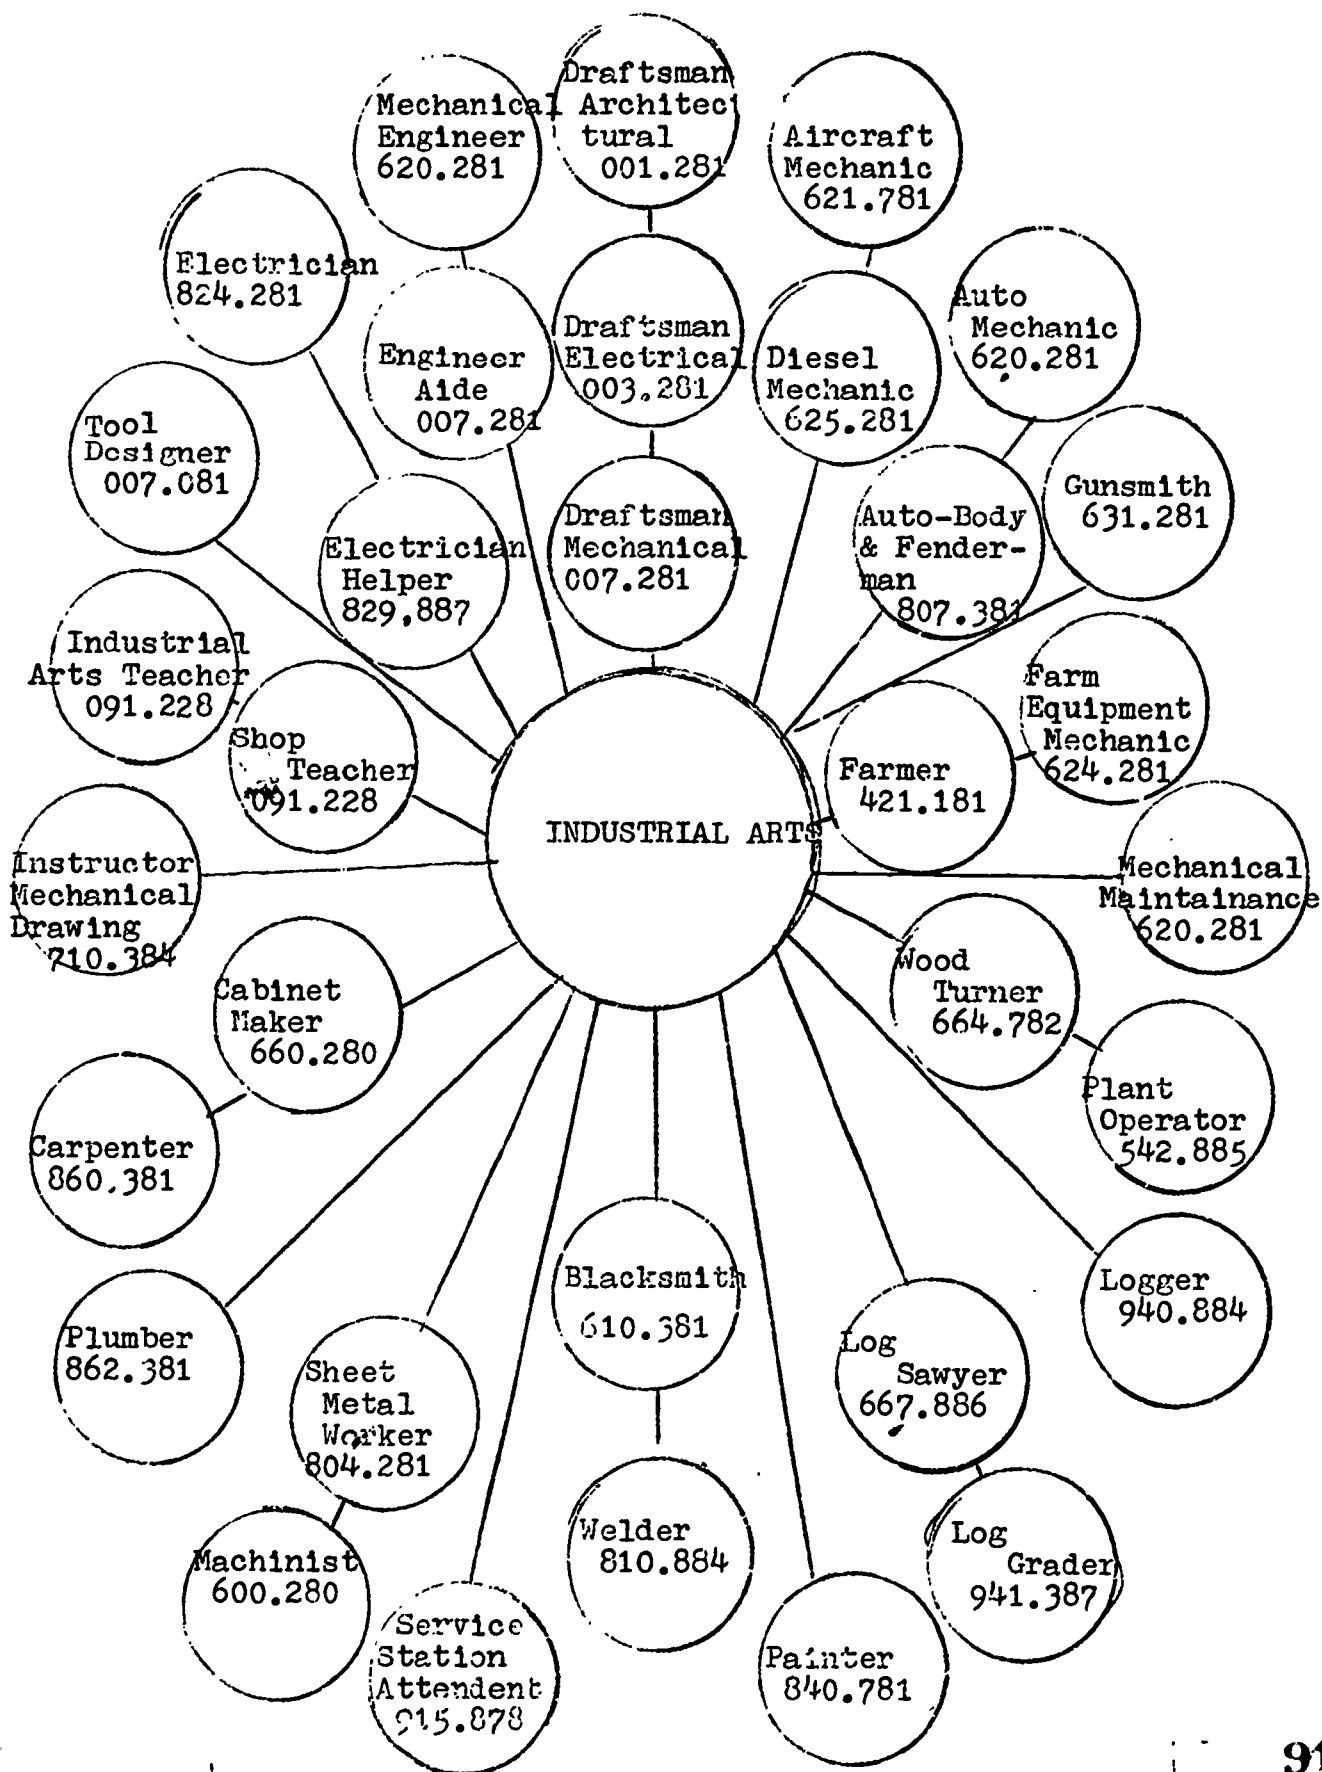 Draftsman
Architec
tural
001.281
Mechanical
Engineer
620.281
Aircraft
Mechanic
621.781
Electrician
824.281
Auto
Mechanic
620.281
Engineer
Aide
007.281
Draftsman
Electrical
003.281
Diesel
Mechanic
625.281
Tool
Designer
007.081
Gunsmith
631.281
Electrician
Helper
829.887
Draftsman
Mechanical
007.281
Auto-Body
& Fender-
man
807.381
Industrial
Arts Teacher
091.228
Shop
Teacher
091.228
Farm
Equipment
Mechanic
624.281
Farmer
421.181
INDUSTRIAL ARTS
Instructor
Mechanical
Drawing
710.384
Mechanical
Maintainance
620.281
Cabinet
Maker
660.280
Wood
Turner
664.782
Carpenter
860.381
Plant
Operator
542.885
Plumber
862.381
Blacksmith
610.381
Logger
940.884
Sheet
Metal
Worker
804.281
Log
Sawyer
667.886
Machinist
600.280
Welder
810.884
Log
Grader
941.387
Service
Station
Attendent
915.878
Painter
840.781
91